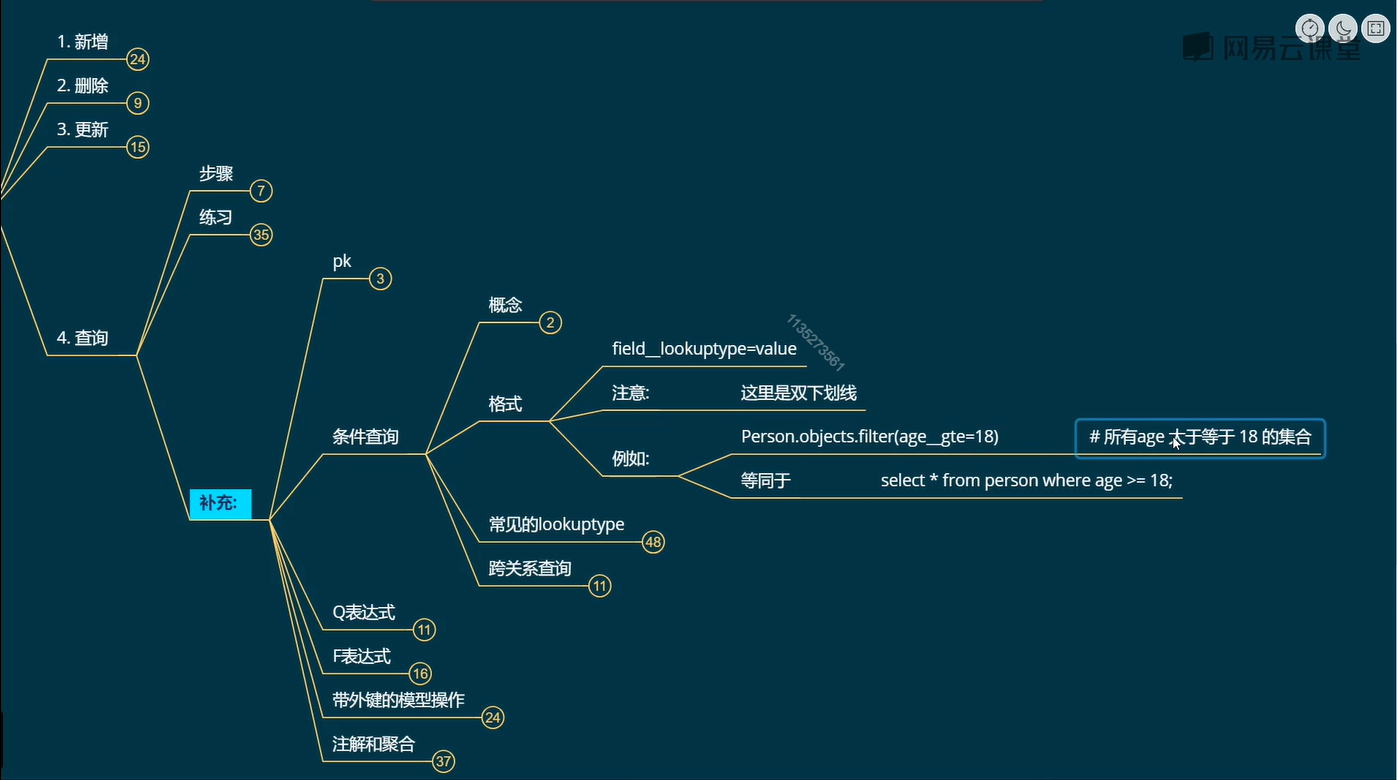 网易云课堂
1. 新增
24
2. 删除
9
3. 更新
15
4. 查询
步骤
7
练习
35
补充:
pk
3
条件查询
概念
2
格式
field__lookuptype=value
注意: 这里是双下划线
例如:
Person.objects.filter(age__gte=18) # 所有age 大于等于 18 的集合
等同于 select * from person where age >= 18;
常见的lookuptype
48
跨关系查询
11
Q表达式
11
F表达式
16
带外键的模型操作
24
注解和聚合
37
1135273561